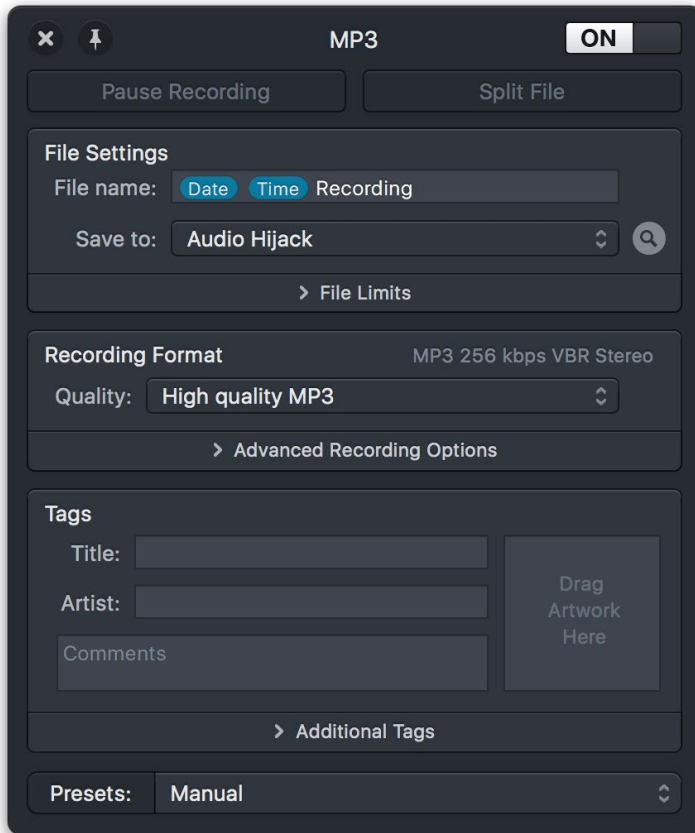 MP3 ON
Pause Recording Split File
File Settings
File name: Date Time Recording
Save to: Audio Hijack
File Limits
Recording Format MP3 256 kbps VBR Stereo
Quality: High quality MP3
Advanced Recording Options
Tags
Title:
Artist:
Comments
Drag
Artwork
Here
Additional Tags
Presets: Manual